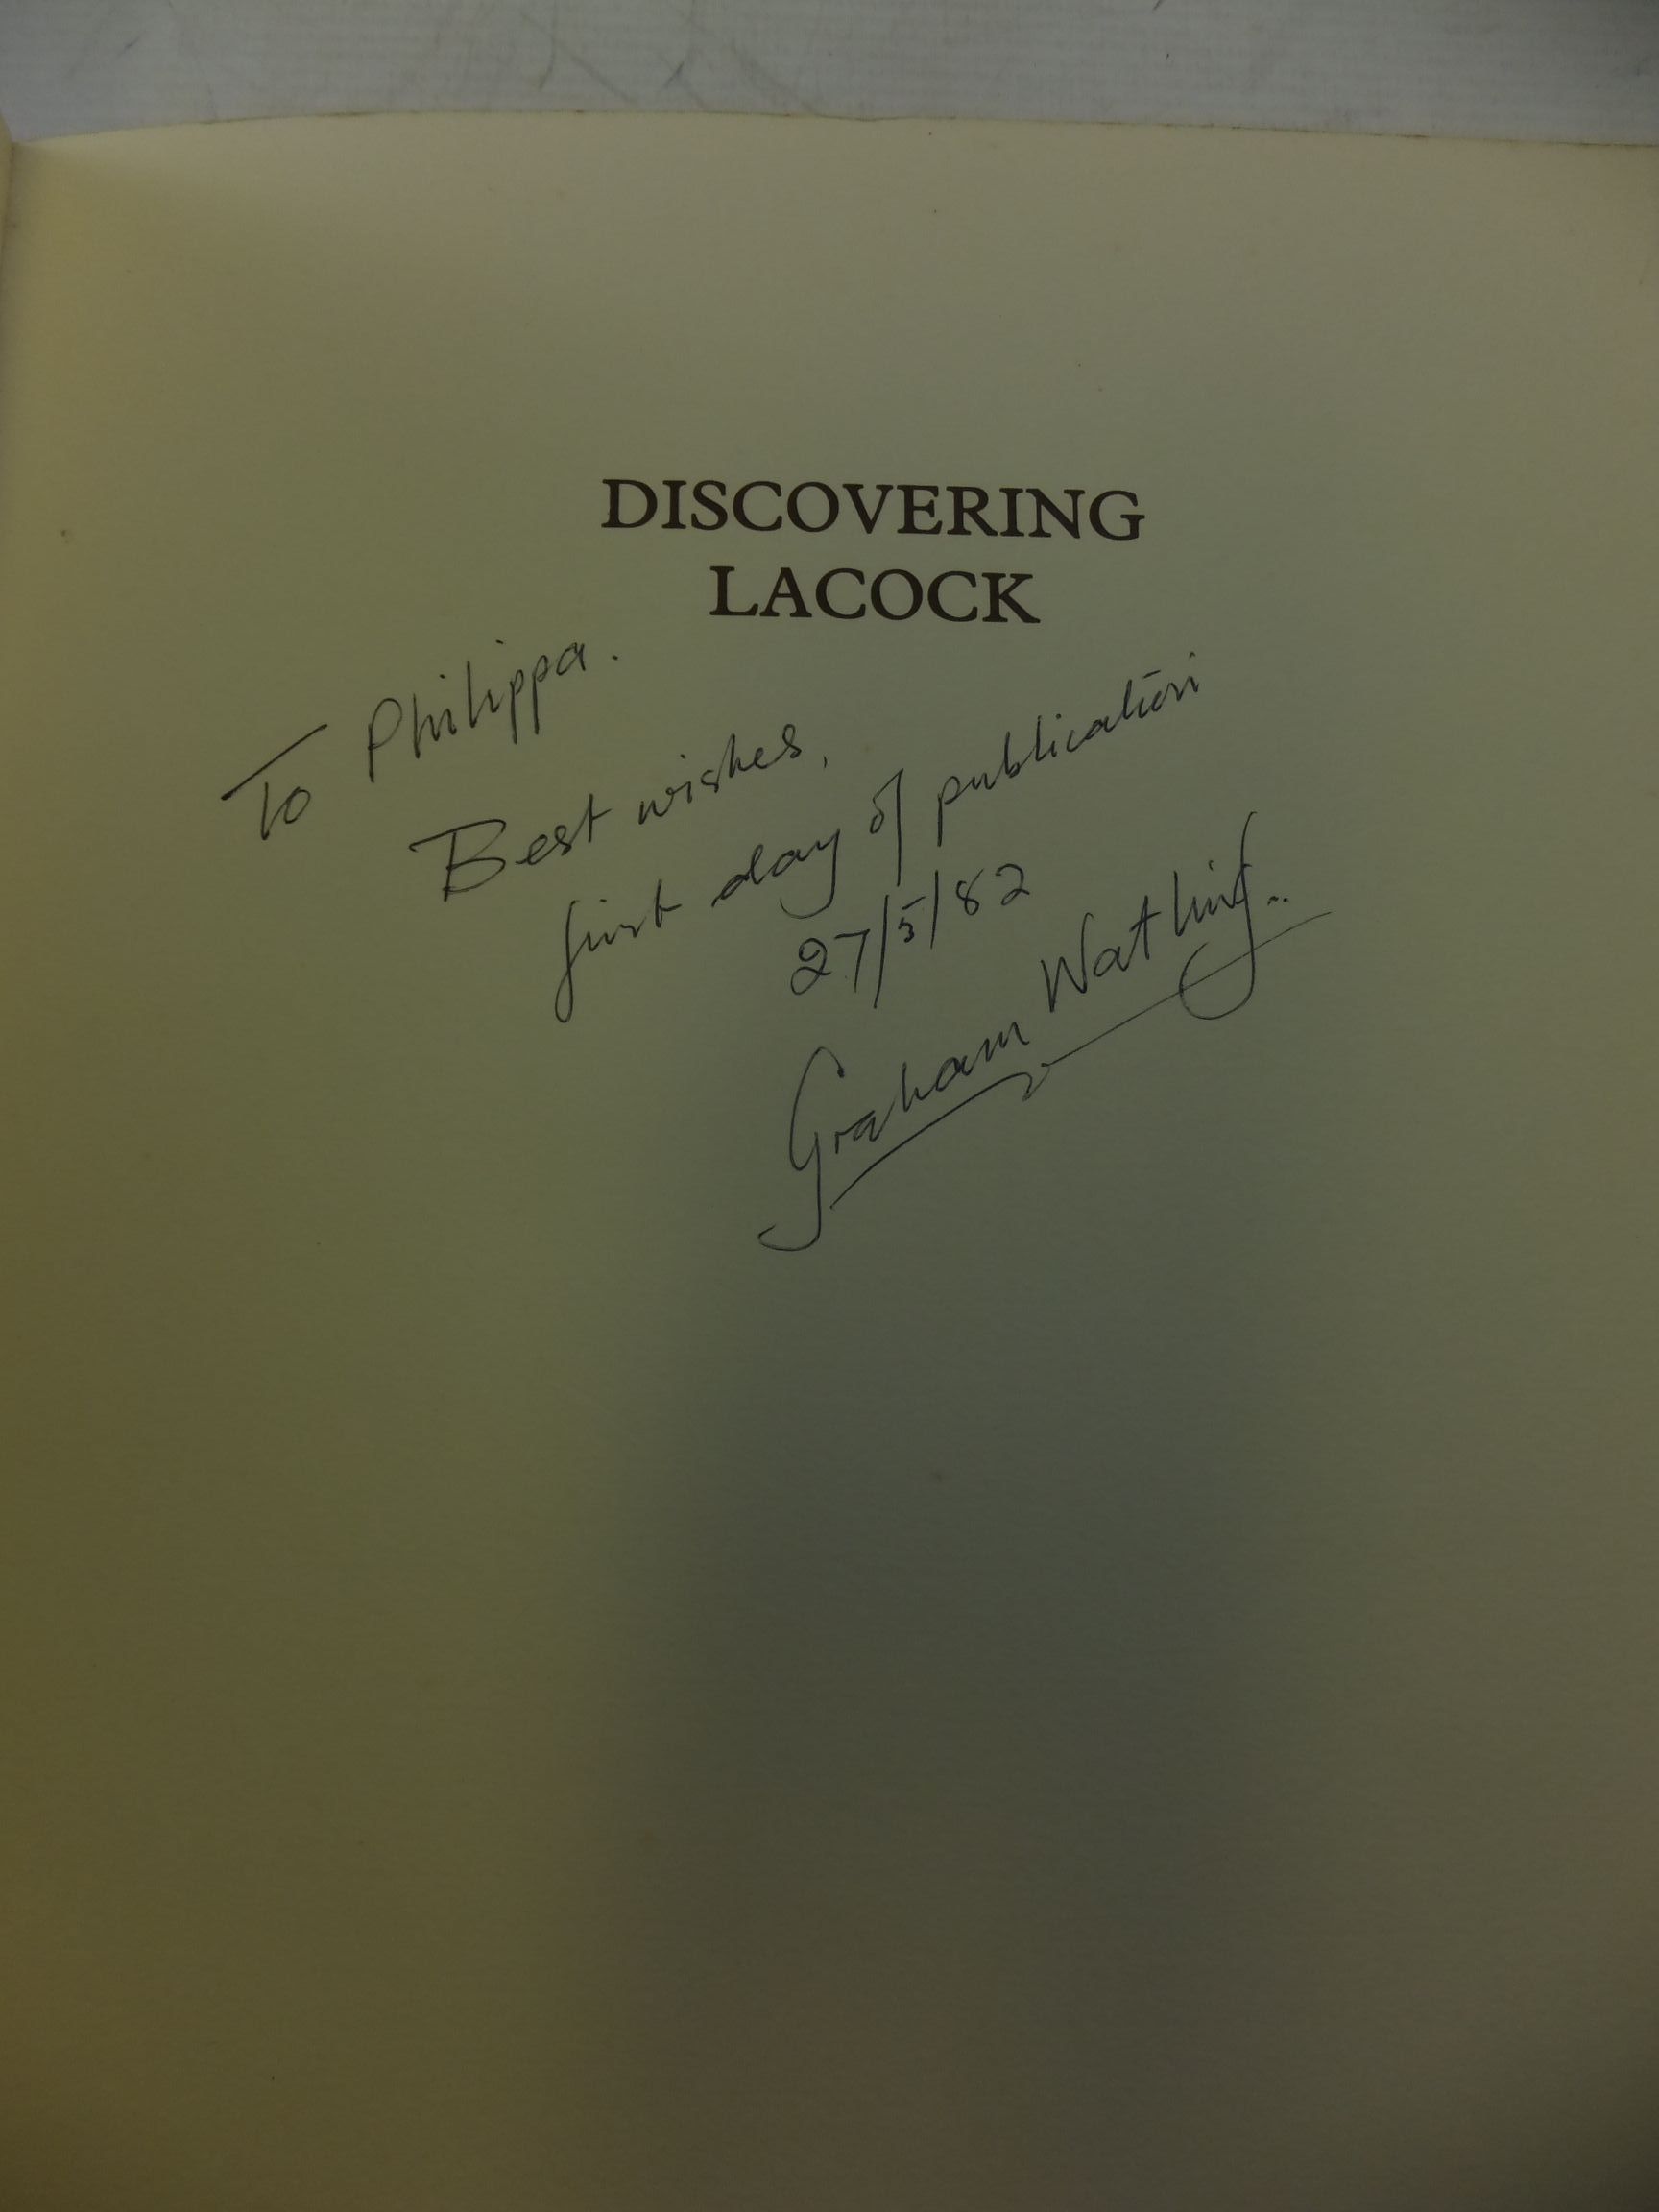 DISCOVERING
LACOCK
To Philippa.
Best wishes,
first day of publication
27/5/82
Graham Watling..